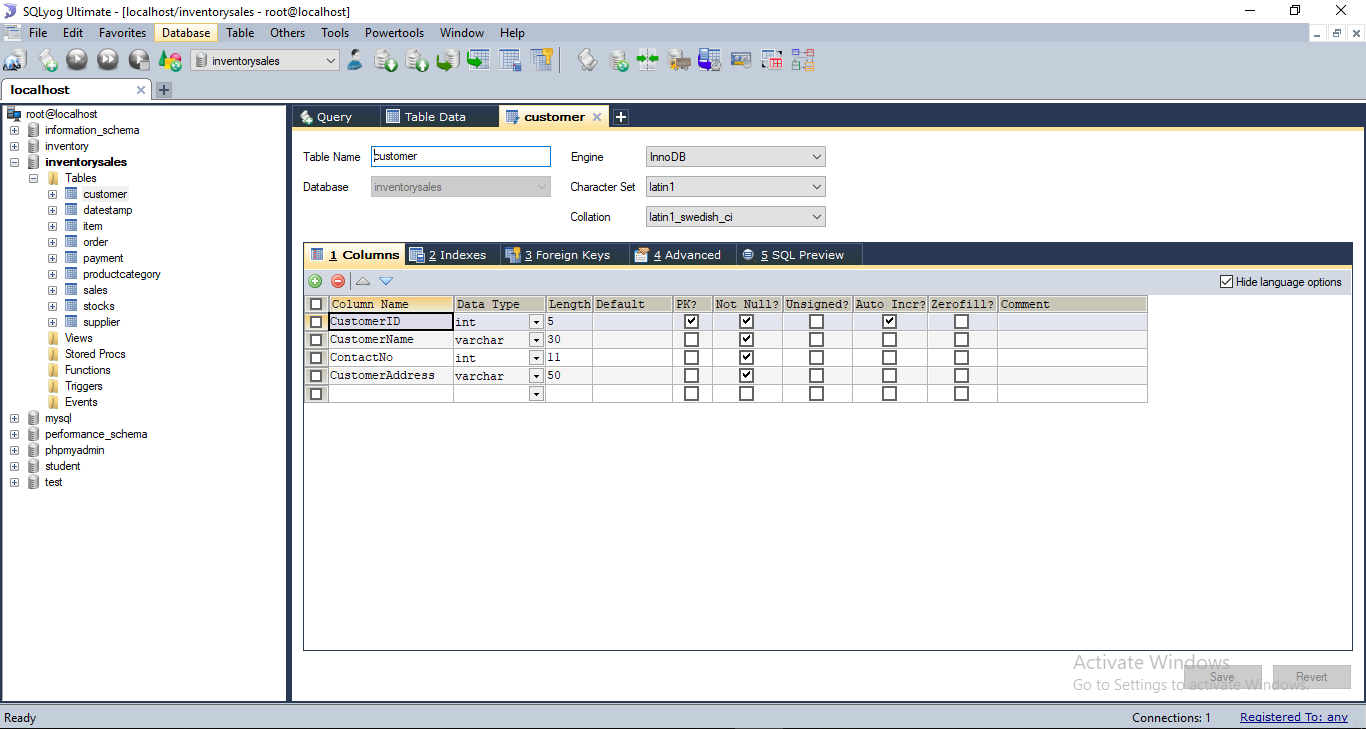 SQLyog Ultimate - [localhost/inventorysales - root@localhost]
File Edit Favorites Database Table Others Tools Powertools Window Help
inventorysales
localhost
root@localhost
information_schema
inventory
inventorysales
Tables
customer
datestamp
item
order
payment
productcategory
sales
stocks
supplier
Views
Stored Procs
Functions
Triggers
Events
mysql
performance_schema
phpmyadmin
student
test
Query Table Data customer
Table Name customer Engine InnoDB
Database inventorysales Character Set latin1
Collation latin1_swedish_ci
1 Columns 2 Indexes 3 Foreign Keys 4 Advanced 5 SQL Preview
Hide language options
Column Name Data Type Length Default PK? Not Null? Unsigned? Auto Incr? Zerofill? Comment
CustomerID int 5
CustomerName varchar 30
ContactNo int 11
CustomerAddress varchar 50
Activate Windows
Go to Settings to activate Windows.
Save Revert
Ready Connections: 1 Registered To: any